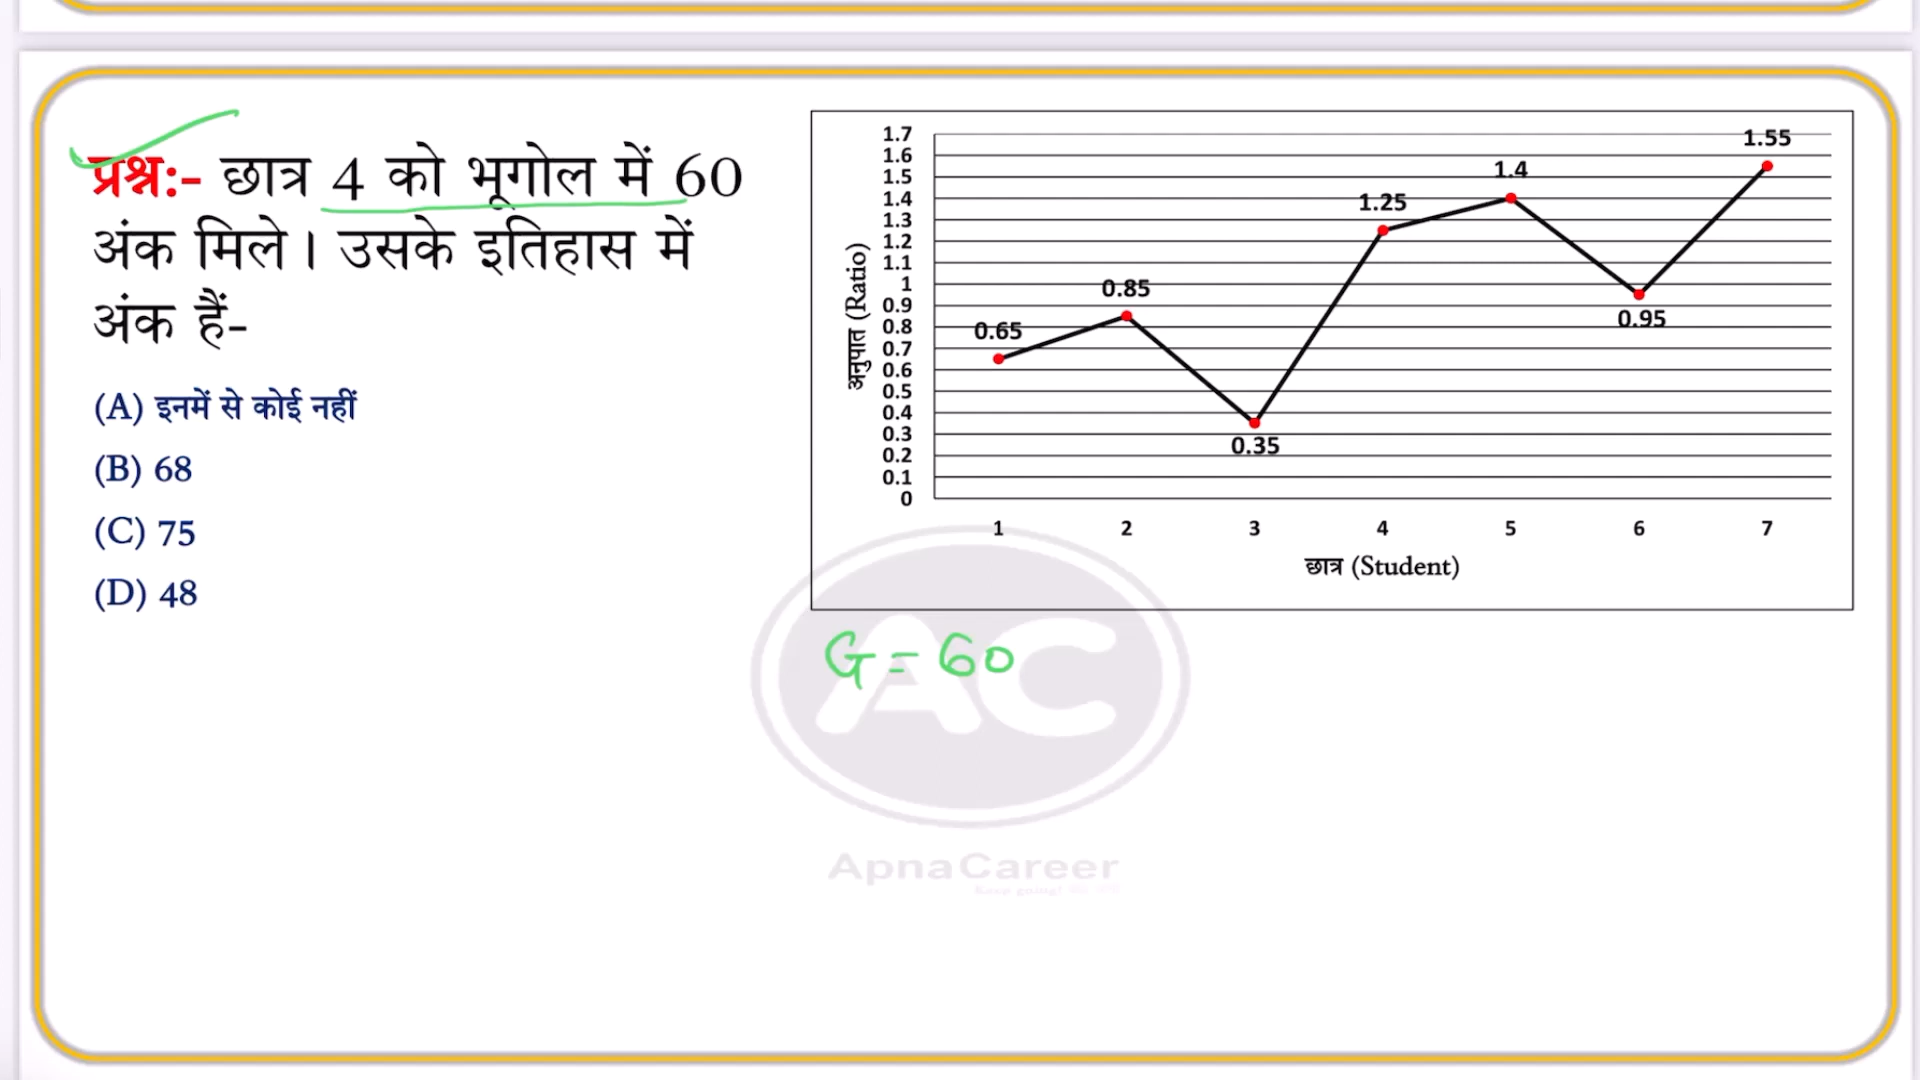 प्रश्न:- छात्र 4 को भूगोल में 60
अंक मिले। उसके इतिहास में
अंक हैं-
(A) इनमें से कोई नहीं
(B) 68
(C) 75
(D) 48
अनुपात (Ratio)
1.7
1.6
1.5
1.4
1.3
1.2
1.1
1
0.9
0.8
0.7
0.6
0.5
0.4
0.3
0.2
0.1
0
0.65
0.85
0.35
1.25
1.4
0.95
1.55
1 2 3 4 5 6 7
छात्र (Student)
G = 60
AC
ApnaCareer